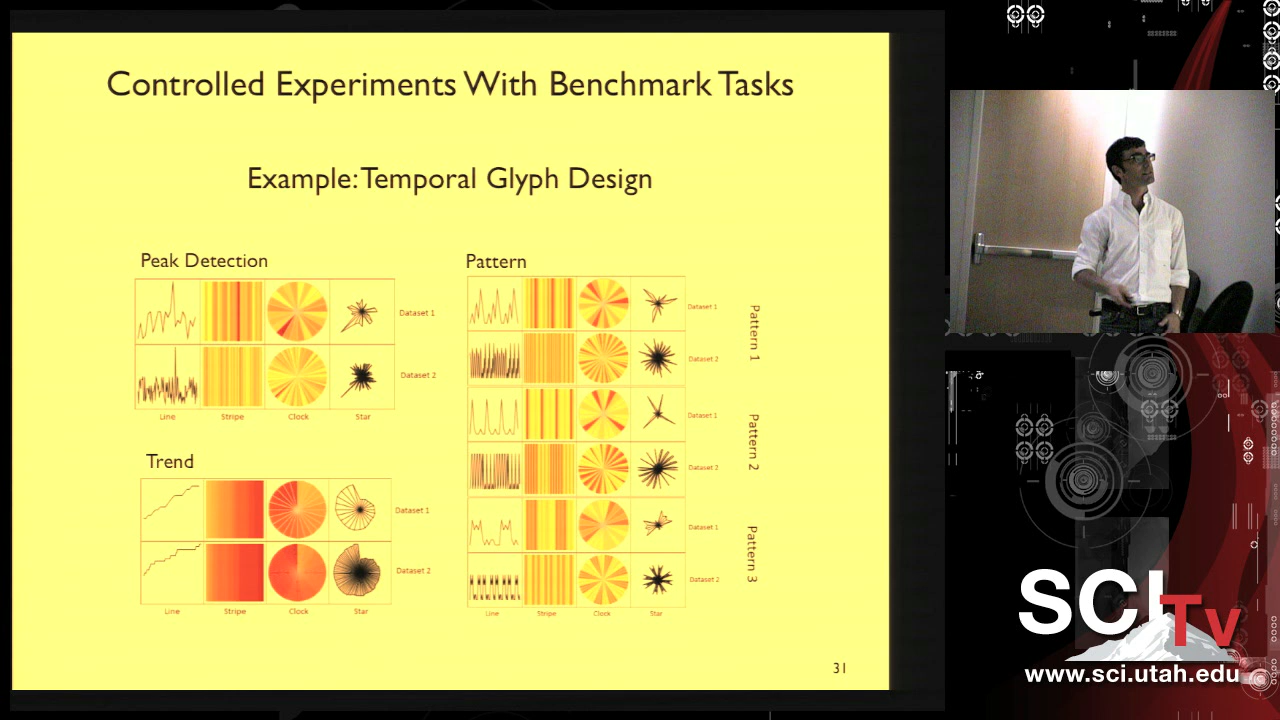 Controlled Experiments With Benchmark Tasks
Example: Temporal Glyph Design
Peak Detection
Dataset 1
Dataset 2
Line Stripe Clock Star
Trend
Dataset 1
Dataset 2
Line Stripe Clock Star
Pattern
Dataset 1
Dataset 2
Pattern 1
Dataset 1
Dataset 2
Pattern 2
Dataset 1
Dataset 2
Pattern 3
Line Stripe Clock Star
31
SCI
Tv
www.sci.utah.edu